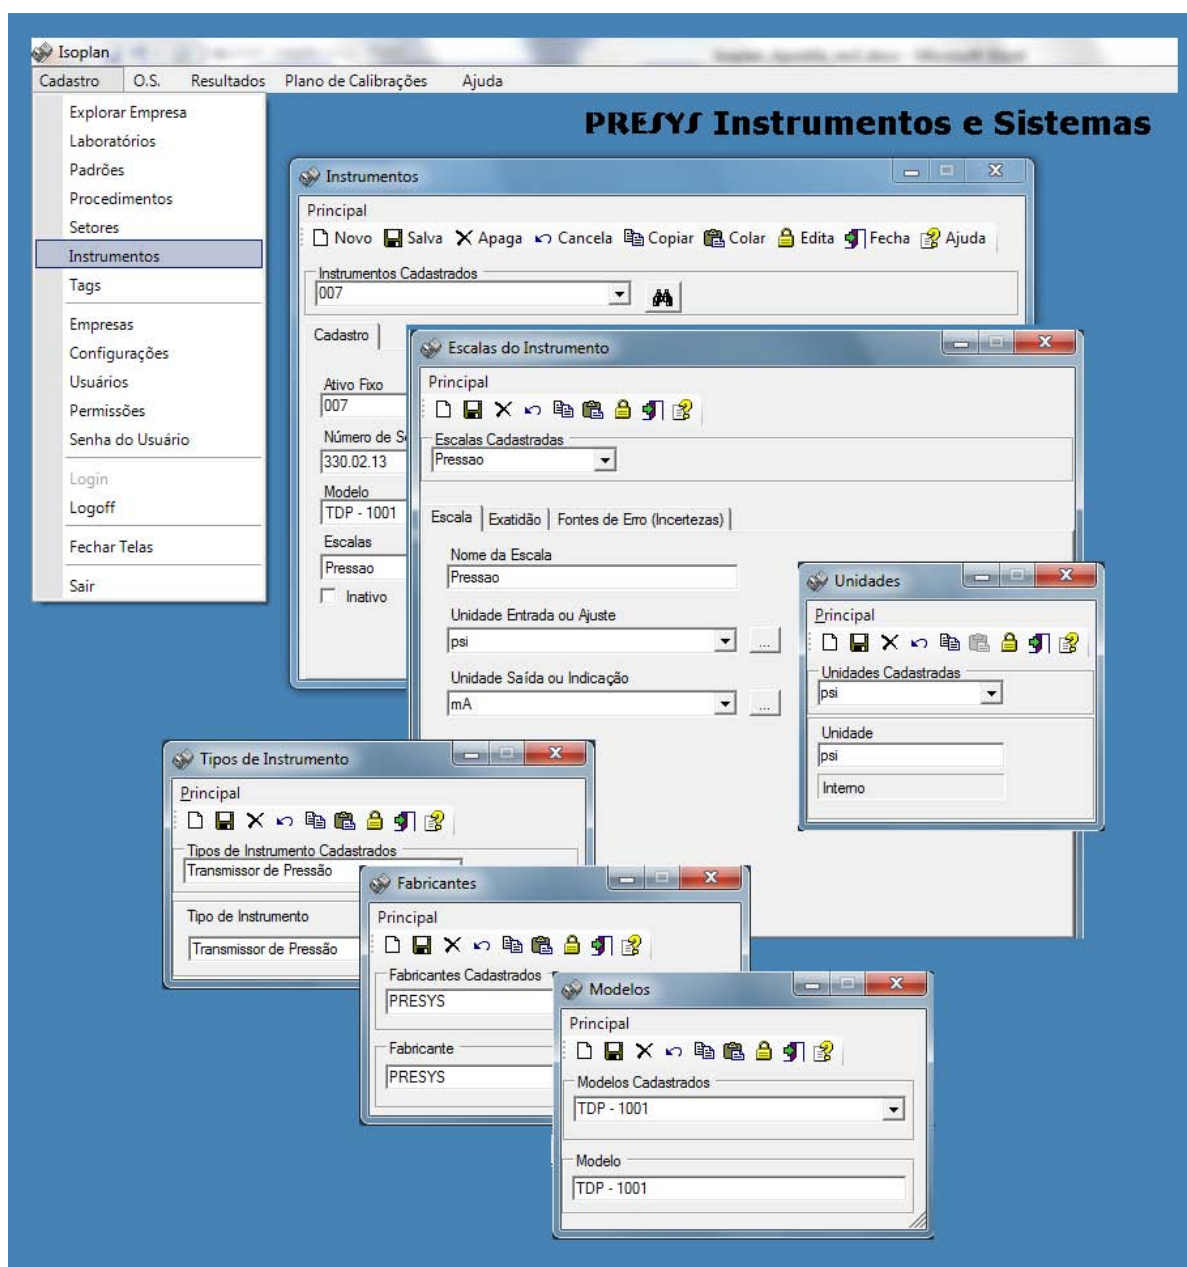 Isoplan
Cadastro O.S. Resultados Plano de Calibrações Ajuda
PRESYS Instrumentos e Sistemas
Explorar Empresa
Laboratórios
Padrões
Procedimentos
Setores
Instrumentos
Tags
Empresas
Configurações
Usuários
Permissões
Senha do Usuário
Login
Logoff
Fechar Telas
Sair
Instrumentos
Principal
Novo Salva Apaga Cancela Copiar Colar Edita Fecha Ajuda
Instrumentos Cadastrados
007
Cadastro
Ativo Fixo
007
Número de S
330.02.13
Modelo
TDP - 1001
Escalas
Pressao
Inativo
Escalas do Instrumento
Principal
Escalas Cadastradas
Pressao
Escala Exatidão Fontes de Erro (Incertezas)
Nome da Escala
Pressao
Unidade Entrada ou Ajuste
psi ...
Unidade Saída ou Indicação
mA ...
Unidades
Principal
Unidades Cadastradas
psi
Unidade
psi
Interno
Tipos de Instrumento
Principal
Tipos de Instrumento Cadastrados
Transmissor de Pressão
Tipo de Instrumento
Transmissor de Pressão
Fabricantes
Principal
Fabricantes Cadastrados
PRESYS
Fabricante
PRESYS
Modelos
Principal
Modelos Cadastrados
TDP - 1001
Modelo
TDP - 1001